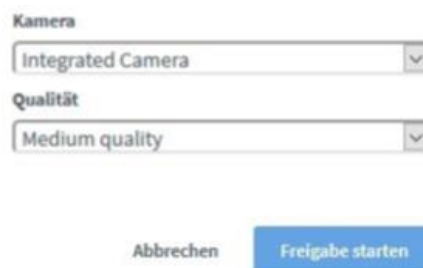 Kamera
Integrated Camera
Qualität
Medium quality
Abbrechen Freigabe starten